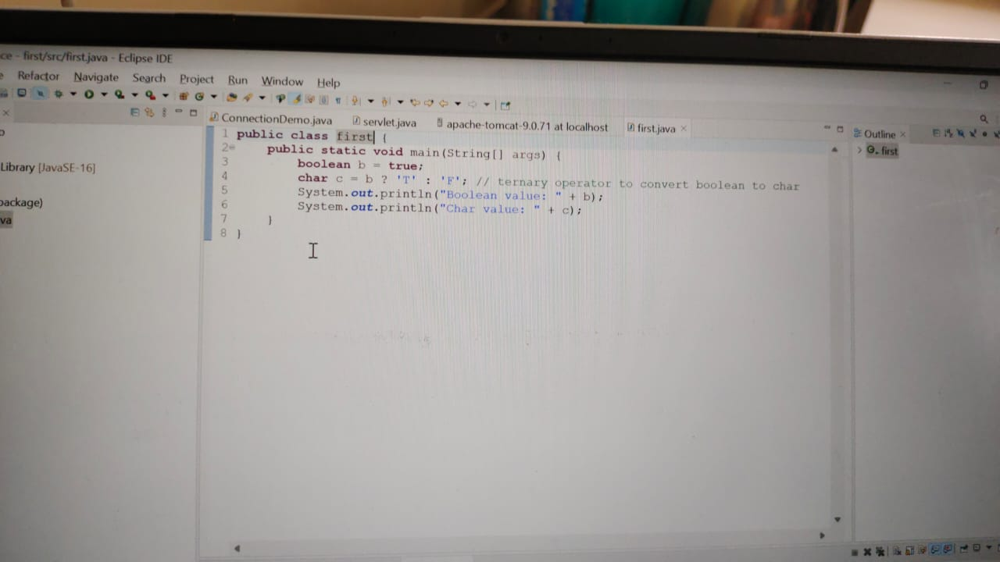 ce - first/src/first.java - Eclipse IDE
e Refactor Navigate Search Project Run Window Help
ConnectionDemo.java servlet.java apache-tomcat-9.0.71 at localhost first.java
Outline
first
Library [JavaSE-16]
package)
va
1 public class first {
2 public static void main(String[] args) {
3 boolean b = true;
4 char c = b ? 'T' : 'F'; // ternary operator to convert boolean to char
5 System.out.println("Boolean value: " + b);
6 System.out.println("Char value: " + c);
7 }
8 }